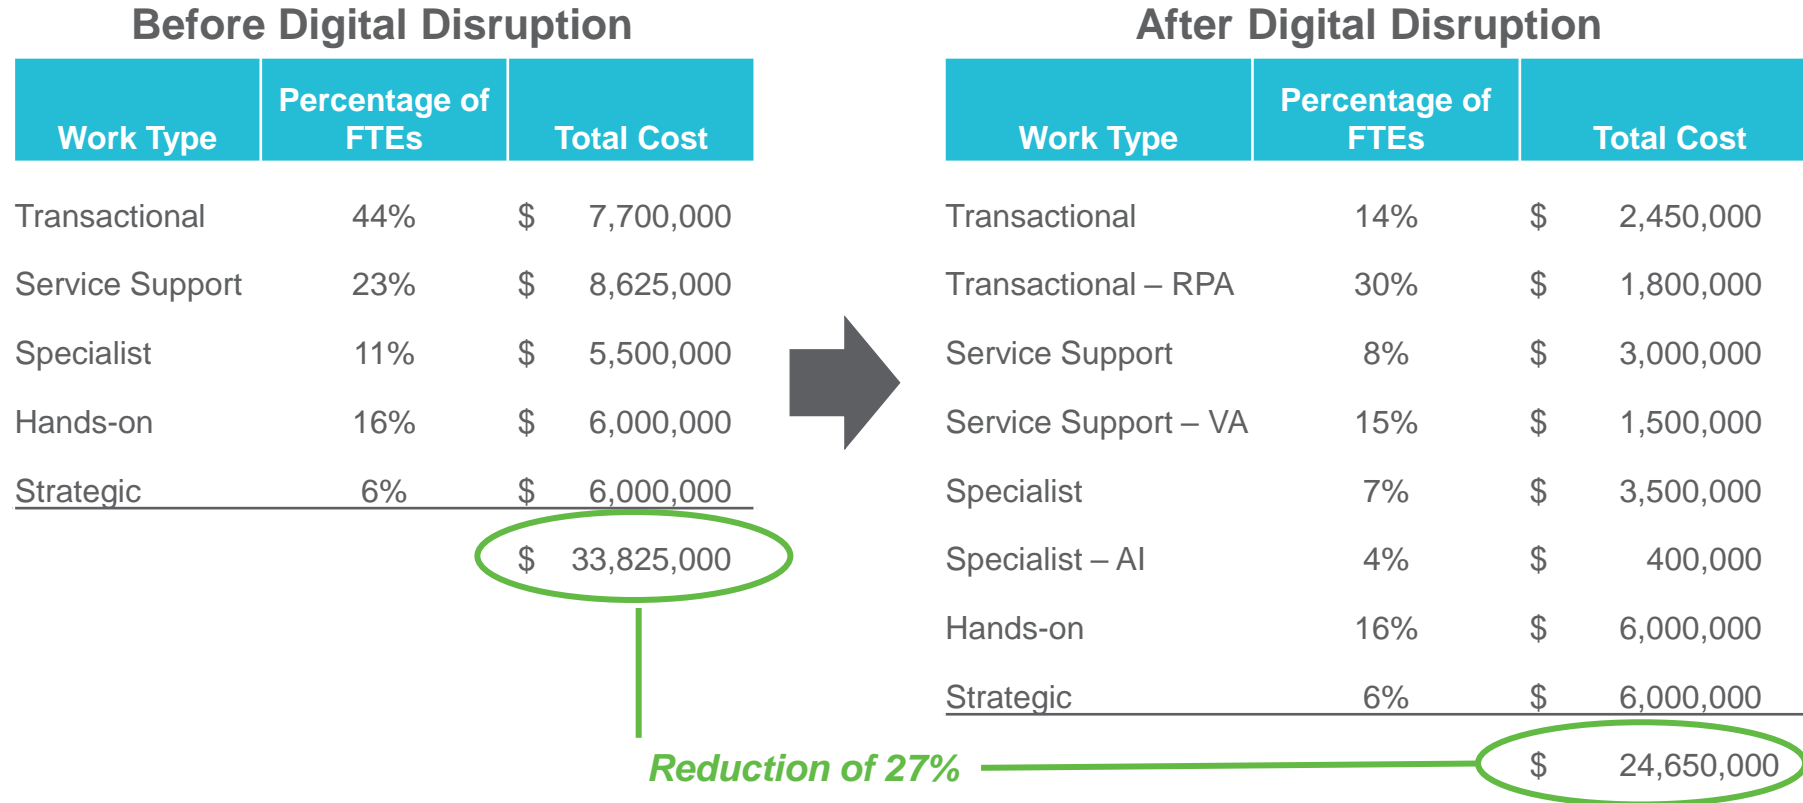 Before Digital Disruption
Work Type Percentage of FTEs Total Cost
Transactional 44% $ 7,700,000
Service Support 23% $ 8,625,000
Specialist 11% $ 5,500,000
Hands-on 16% $ 6,000,000
Strategic 6% $ 6,000,000
$ 33,825,000
After Digital Disruption
Work Type Percentage of FTEs Total Cost
Transactional 14% $ 2,450,000
Transactional – RPA 30% $ 1,800,000
Service Support 8% $ 3,000,000
Service Support – VA 15% $ 1,500,000
Specialist 7% $ 3,500,000
Specialist – AI 4% $ 400,000
Hands-on 16% $ 6,000,000
Strategic 6% $ 6,000,000
$ 24,650,000
Reduction of 27%